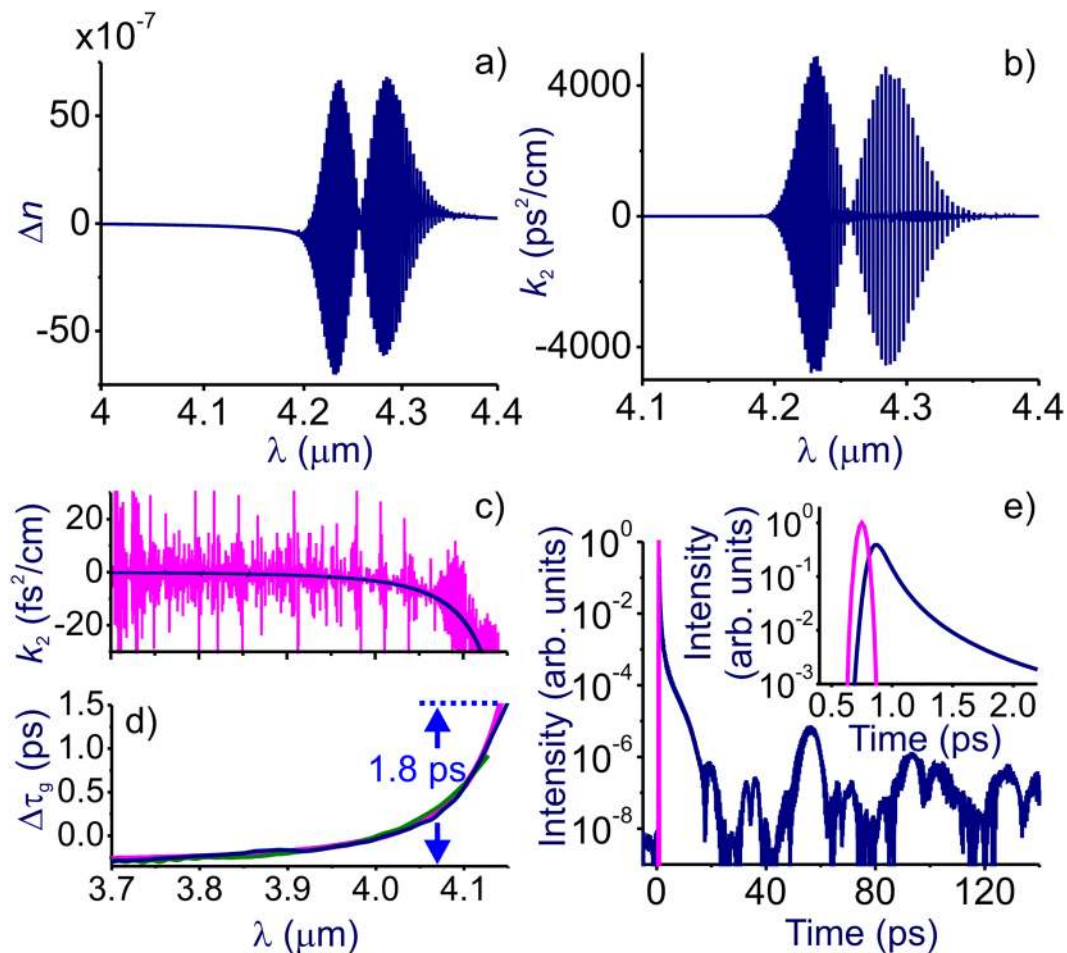 x10⁻⁷
a)
50
0
-50
Δn
4 4.1 4.2 4.3 4.4
λ (μm)
b)
4000
0
-4000
k₂ (ps²/cm)
4.1 4.2 4.3 4.4
λ (μm)
c)
20
0
-20
k₂ (fs²/cm)
d)
1.5
1.0
0.5
0.0
Δτg (ps)
1.8 ps
3.7 3.8 3.9 4.0 4.1
λ (μm)
e)
10⁰
10⁻²
10⁻⁴
10⁻⁶
10⁻⁸
Intensity (arb. units)
0 40 80 120
Time (ps)
Intensity
(arb. units)
10⁰
10⁻¹
10⁻²
10⁻³
0.5 1.0 1.5 2.0
Time (ps)